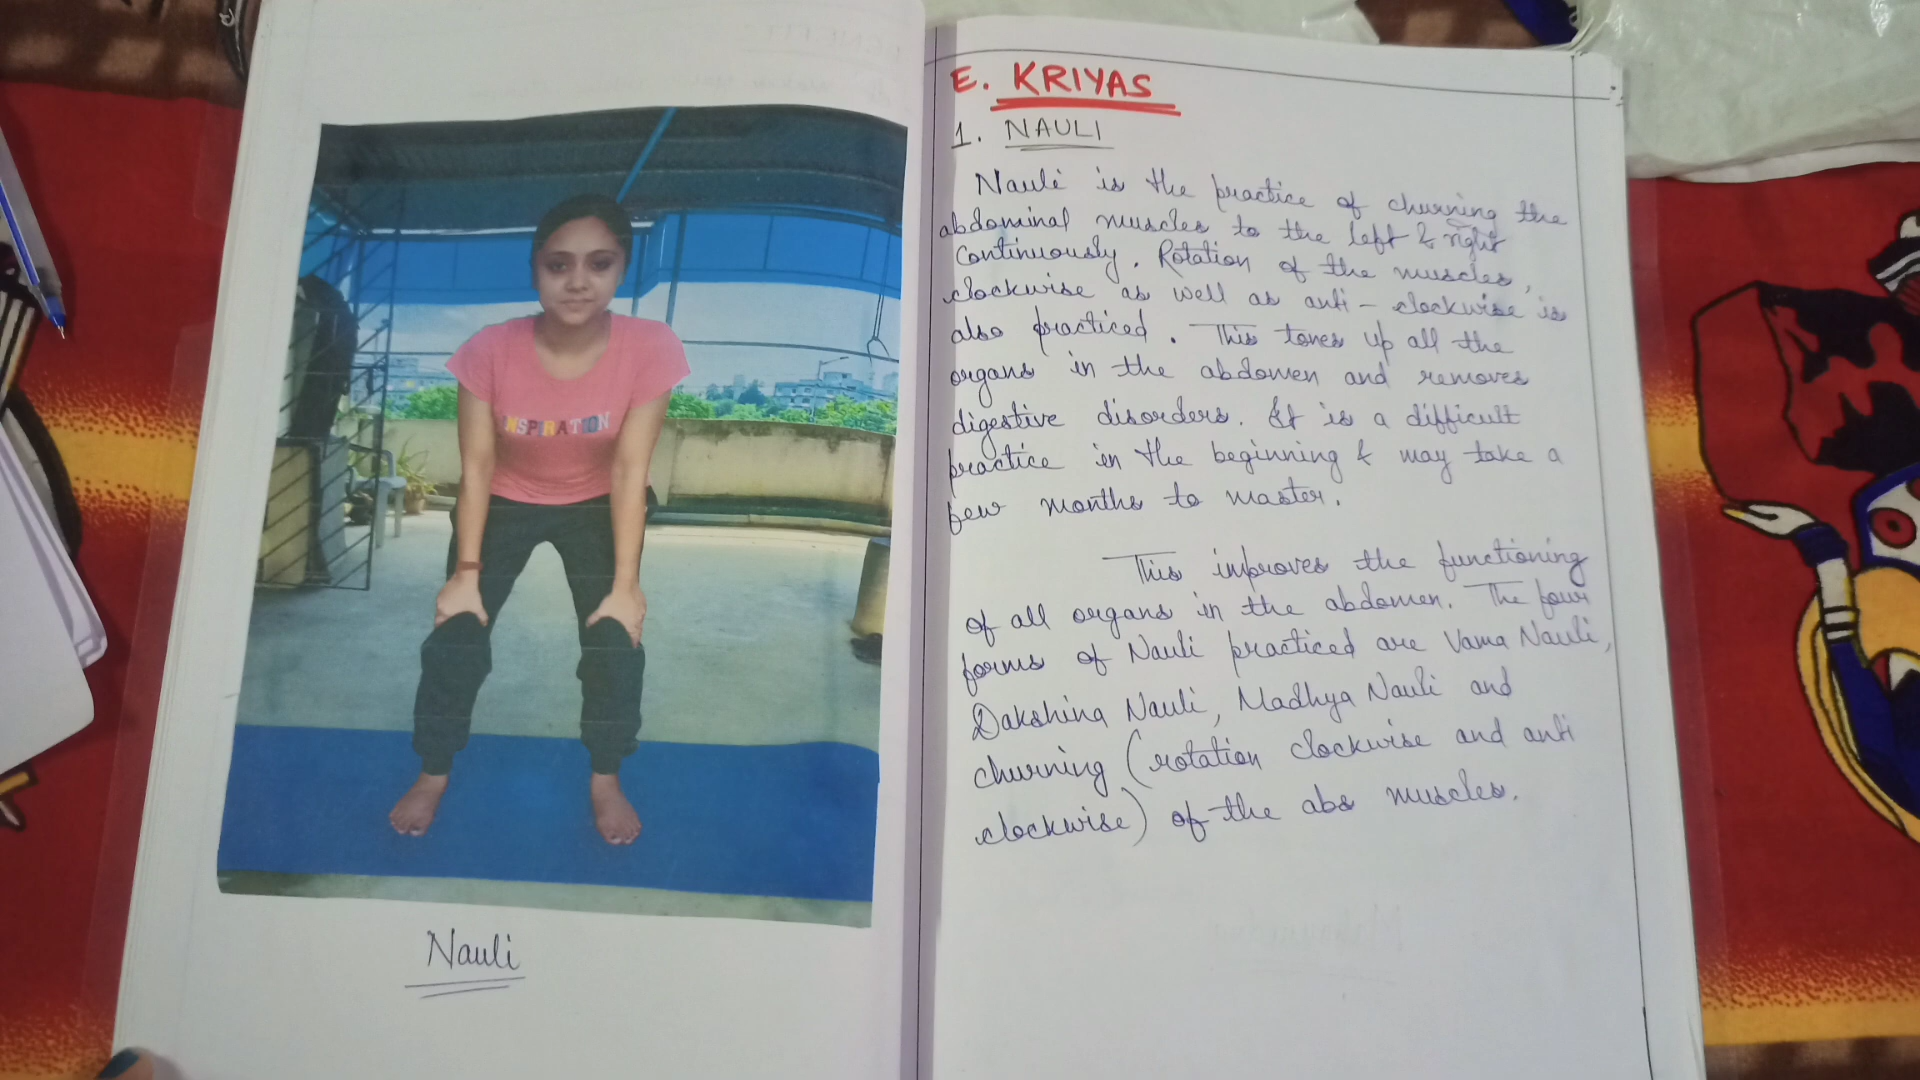 INSPIRATION
Nauli
E. KRIYAS
1. NAULI
Nauli is the practice of churning the
abdominal muscles to the left & right
continuously. Rotation of the muscles,
clockwise as well as anti-clockwise is
also practiced. This tones up all the
organs in the abdomen and removes
digestive disorders. It is a difficult
practice in the beginning & may take a
few months to master.
This improves the functioning
of all organs in the abdomen. The four
forms of Nauli practiced are Vama Nauli,
Dakshina Nauli, Madhya Nauli and
churning (rotation clockwise and anti
clockwise) of the abs muscles.